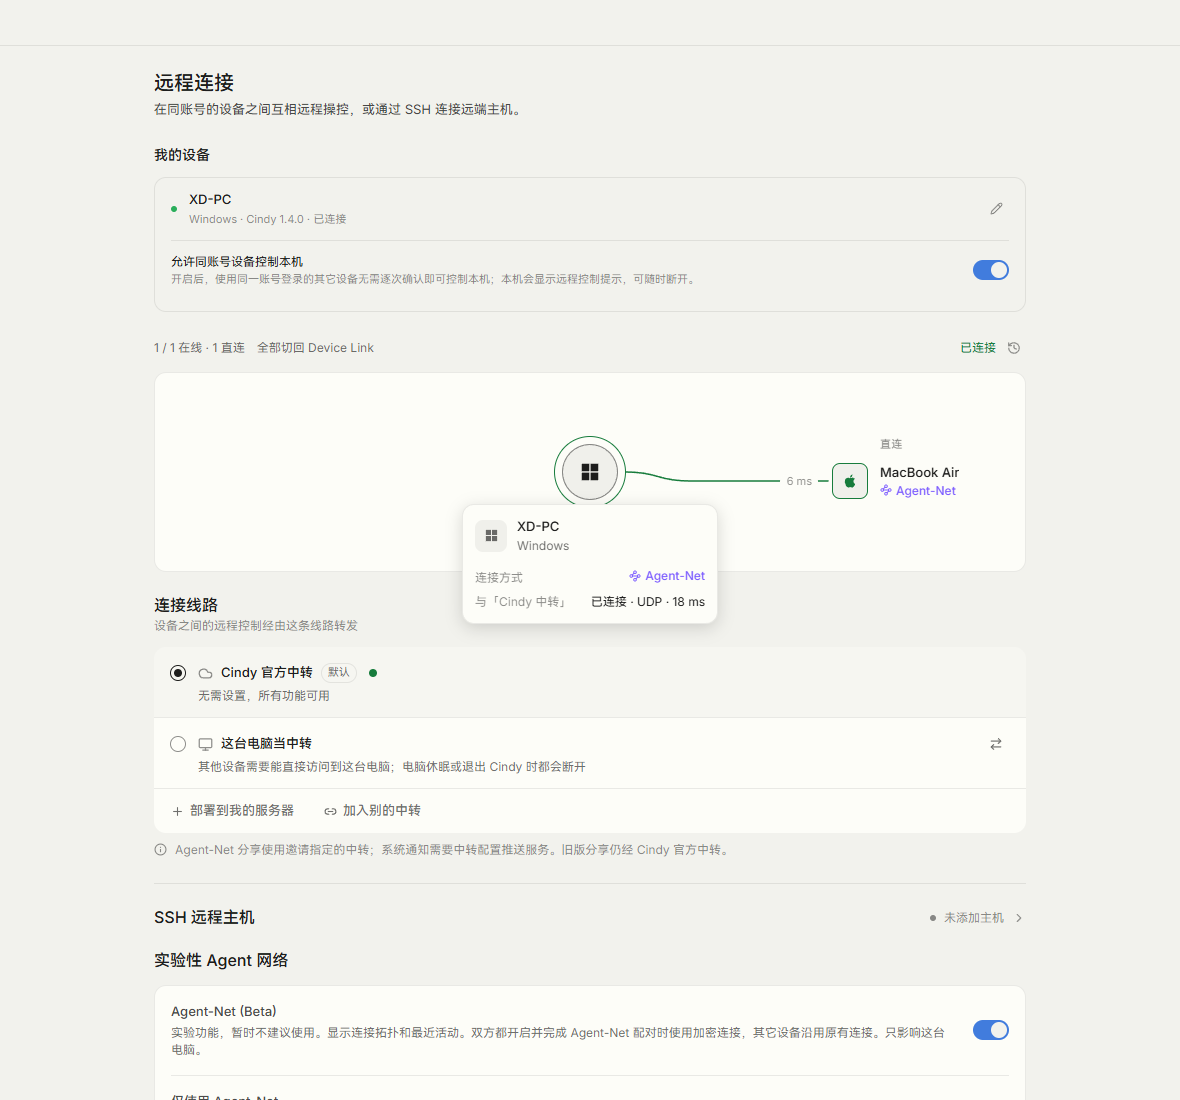 远程连接
在同账号的设备之间互相远程操控，或通过 SSH 连接远端主机。
我的设备
XD-PC
Windows · Cindy 1.4.0 · 已连接
允许同账号设备控制本机
开启后，使用同一账号登录的其它设备无需逐次确认即可控制本机；本机会显示远程控制提示，可随时断开。
1 / 1 在线 · 1 直连 全部切回 Device Link
已连接
直连
6 ms
MacBook Air
Agent-Net
XD-PC
Windows
连接方式
Agent-Net
与「Cindy 中转」
已连接 · UDP · 18 ms
连接线路
设备之间的远程控制经由这条线路转发
Cindy 官方中转 默认
无需设置，所有功能可用
这台电脑当中转
其他设备需要能直接访问到这台电脑；电脑休眠或退出 Cindy 时都会断开
部署到我的服务器
加入别的中转
Agent-Net 分享使用邀请指定的中转；系统通知需要中转配置推送服务。旧版分享仍经 Cindy 官方中转。
SSH 远程主机
未添加主机
实验性 Agent 网络
Agent-Net (Beta)
实验功能，暂时不建议使用。显示连接拓扑和最近活动。双方都开启并完成 Agent-Net 配对时使用加密连接，其它设备沿用原有连接。只影响这台
电脑。
仅使用 Agent-Net